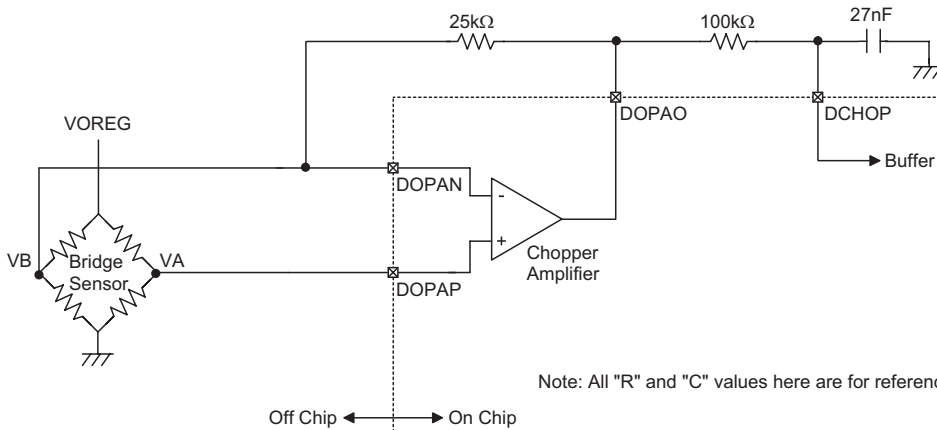 25kΩ
100kΩ
27nF
DOPAO
DCHOP
VOREG
Buffer
DOPAN
-
+
Chopper
Amplifier
VB
Bridge
Sensor
VA
DOPAP
Note: All "R" and "C" values here are for referenc
Off Chip
On Chip